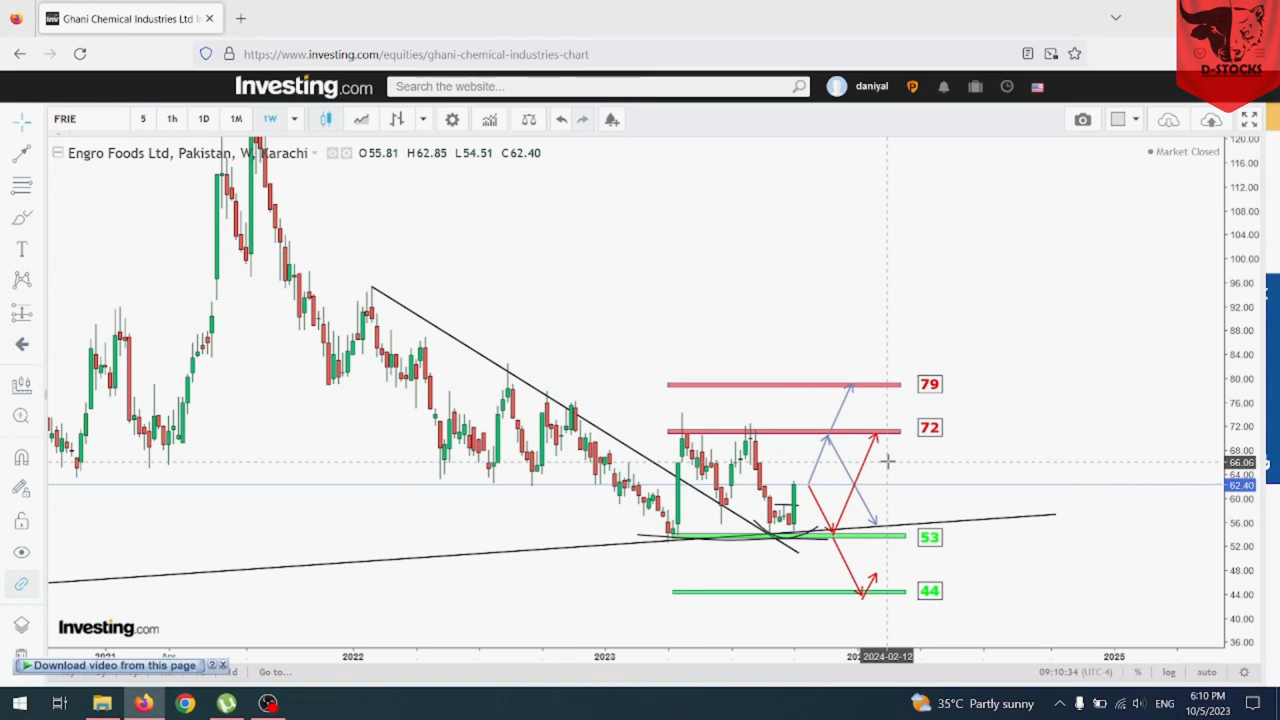 Ghani Chemical Industries Ltd
https://www.investing.com/equities/ghani-chemical-industries-chart
D-STOCKS
Investing.com
Search the website...
daniyal
FRIE 5 1h 1D 1M 1W
Engro Foods Ltd, Pakistan, W, Karachi O55.81 H62.85 L54.51 C62.40
Market Closed
120.00
116.00
112.00
108.00
104.00
100.00
96.00
92.00
88.00
84.00
80.00
79
76.00
72.00
72
68.00
66.06
64.00
62.40
60.00
56.00
53
52.00
48.00
44.00
44
40.00
36.00
Investing.com
2021 2022 2023 2024-02-12 2025
Download video from this page ? x
Go to...
09:10:34 (UTC-4) % log auto
35°C Partly sunny
ENG
6:10 PM
10/5/2023